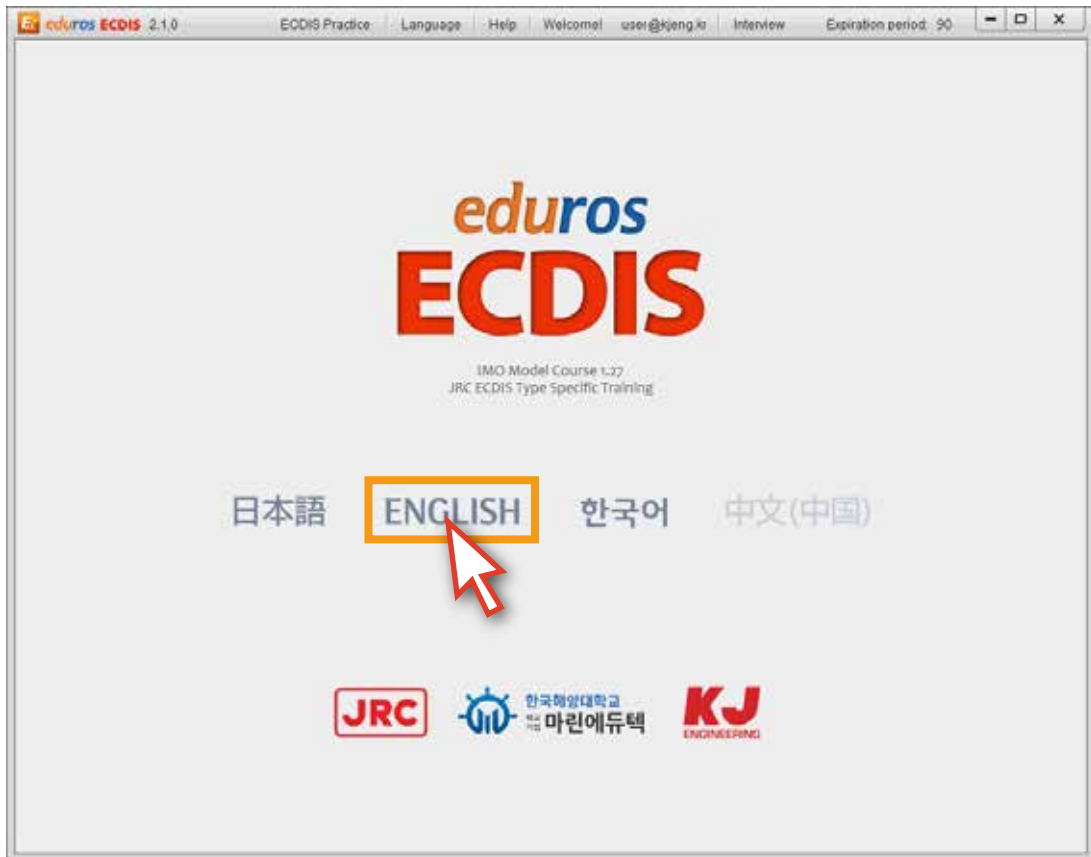 eduros ECDIS 2.1.0 ECDIS Practice Language Help Welcome! user@kjeng.kr Interview Expiration period: 90
eduros
ECDIS
IMO Model Course 1.27
JRC ECDIS Type Specific Training
日本語 ENGLISH 한국어 中文(中国)
JRC
한국해양대학교
마린에듀텍
KJ
ENGINEERING